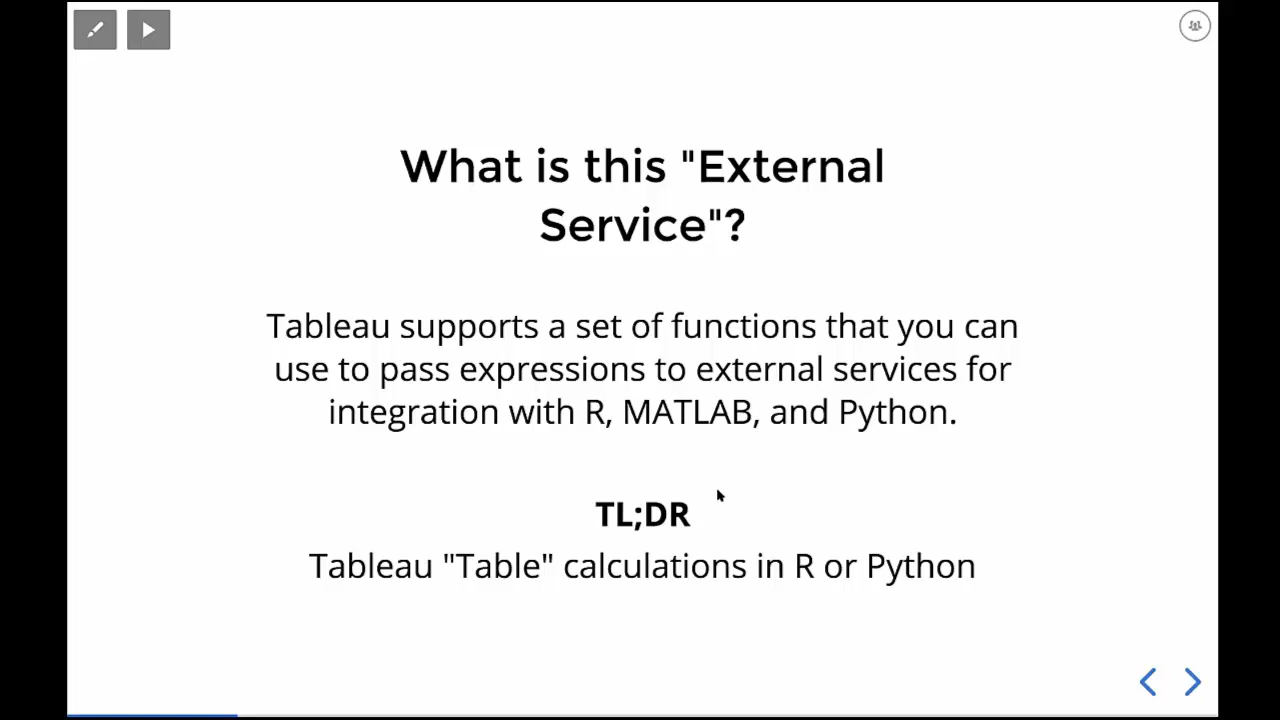 What is this "External
Service"?
Tableau supports a set of functions that you can
use to pass expressions to external services for
integration with R, MATLAB, and Python.
TL;DR
Tableau "Table" calculations in R or Python